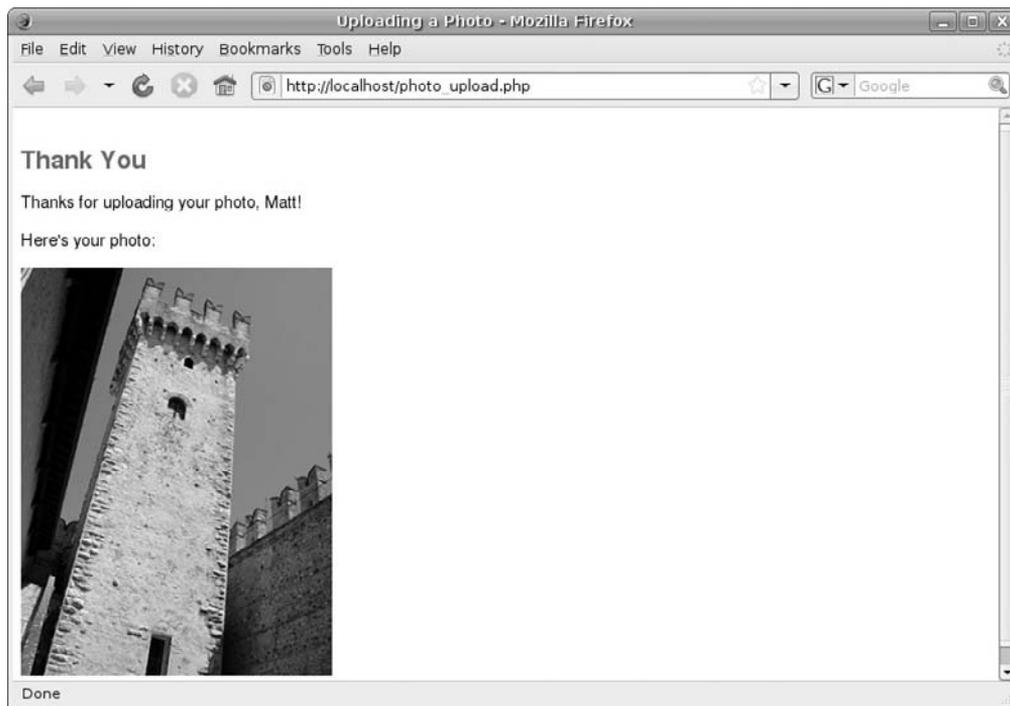 Uploading a Photo - Mozilla Firefox
File Edit View History Bookmarks Tools Help
http://localhost/photo_upload.php
G Google
Thank You
Thanks for uploading your photo, Matt!
Here's your photo:
Done